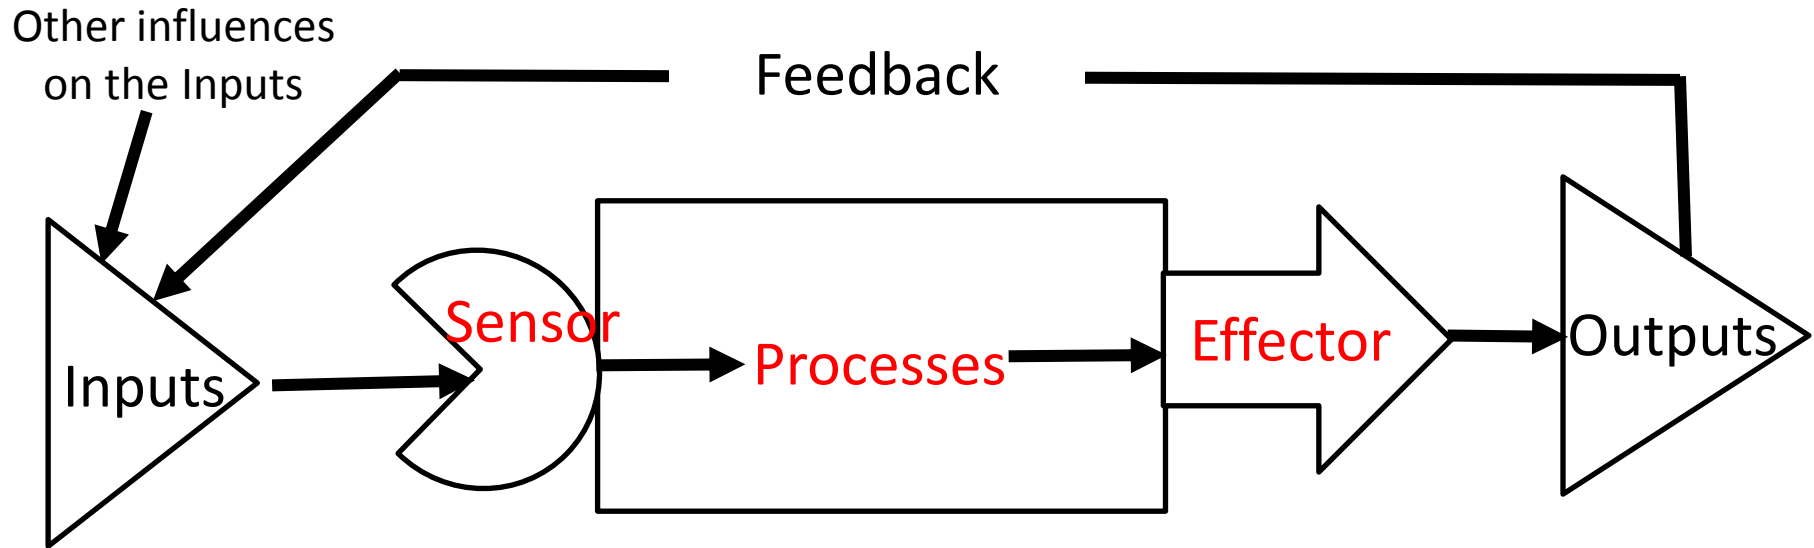 Other influences
on the Inputs
Feedback
Inputs
Sensor
Processes
Effector
Outputs